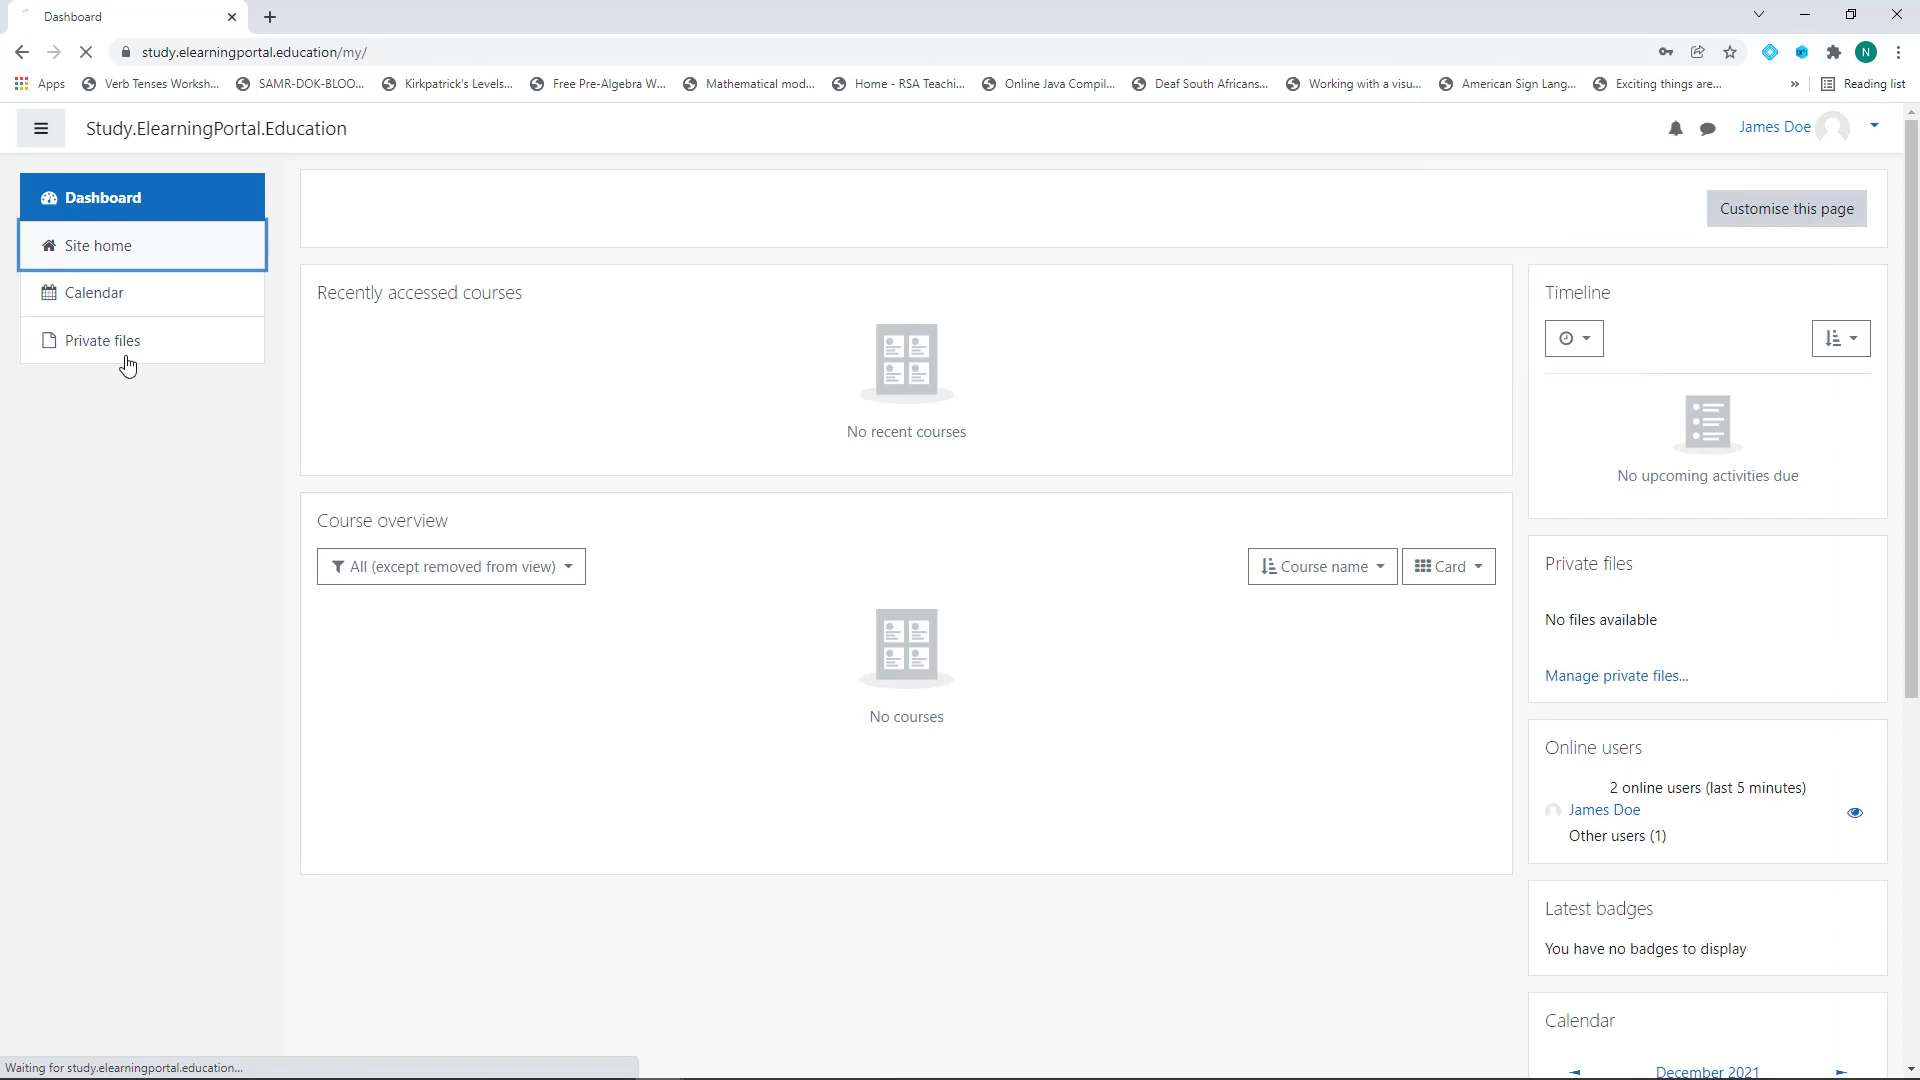 Dashboard
study.elearningportal.education/my/
N
Apps
Verb Tenses Worksh...
SAMR-DOK-BLOO...
Kirkpatrick's Levels...
Free Pre-Algebra W...
Mathematical mod...
Home - RSA Teachi...
Online Java Compil...
Deaf South Africans...
Working with a visu...
American Sign Lang...
Exciting things are...
»
Reading list
Study.ElearningPortal.Education
James Doe
Dashboard
Site home
Calendar
Private files
Customise this page
Recently accessed courses
No recent courses
Course overview
All (except removed from view)
Course name
Card
No courses
Timeline
No upcoming activities due
Private files
No files available
Manage private files...
Online users
2 online users (last 5 minutes)
James Doe
Other users (1)
Latest badges
You have no badges to display
Calendar
December 2021
Waiting for study.elearningportal.education...